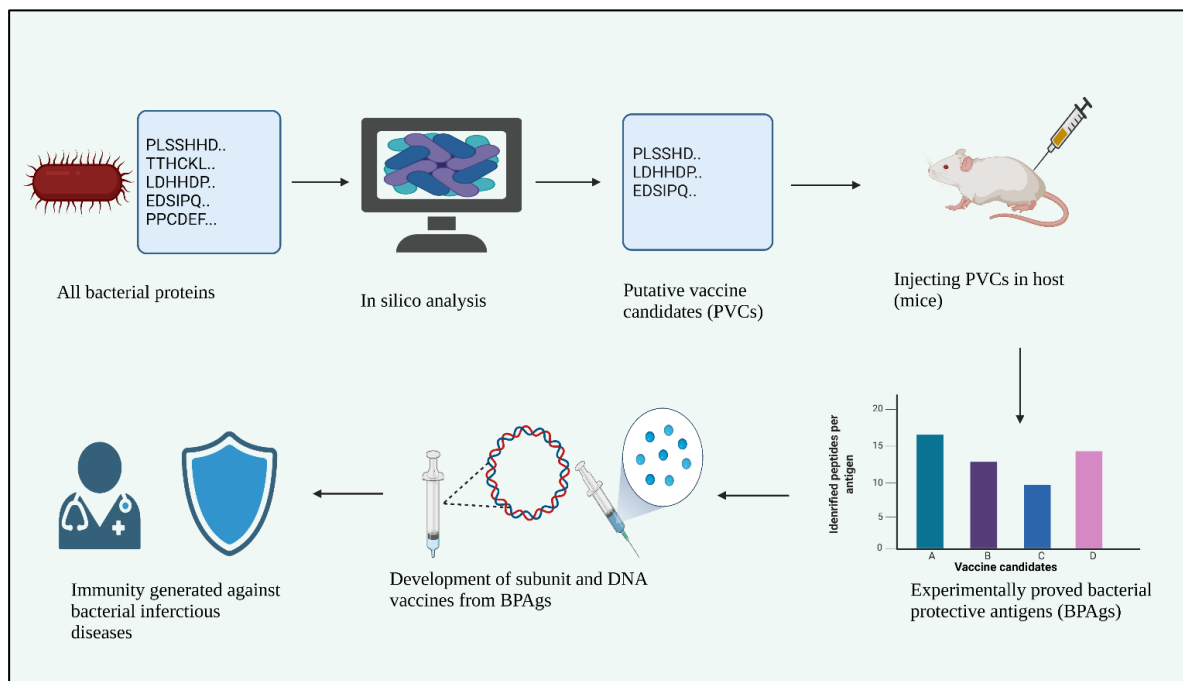 PLSSHHD..
TTHCKL..
LDHHDP..
EDSIPQ..
PPCDEF...
All bacterial proteins
In silico analysis
PLSSHD..
LDHHDP..
EDSIPQ..
Putative vaccine
candidates (PVCs)
Injecting PVCs in host
(mice)
Idenrified peptides per
antigen
20
15
10
5
0
A
B
C
D
Vaccine candidates
Experimentally proved bacterial
protective antigens (BPAgs)
Development of subunit and DNA
vaccines from BPAgs
Immunity generated against
bacterial inferctious
diseases